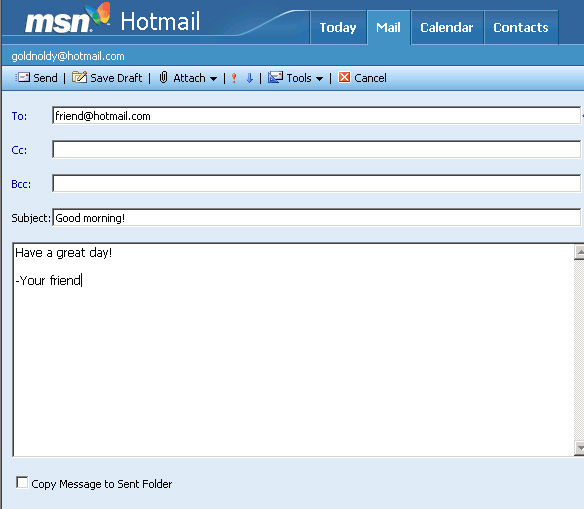 msn Hotmail
Today Mail Calendar Contacts
goldnoldy@hotmail.com
Send | Save Draft | Attach | ! | Tools | Cancel
To: friend@hotmail.com
Cc:
Bcc:
Subject: Good morning!
Have a great day!
-Your friend
Copy Message to Sent Folder